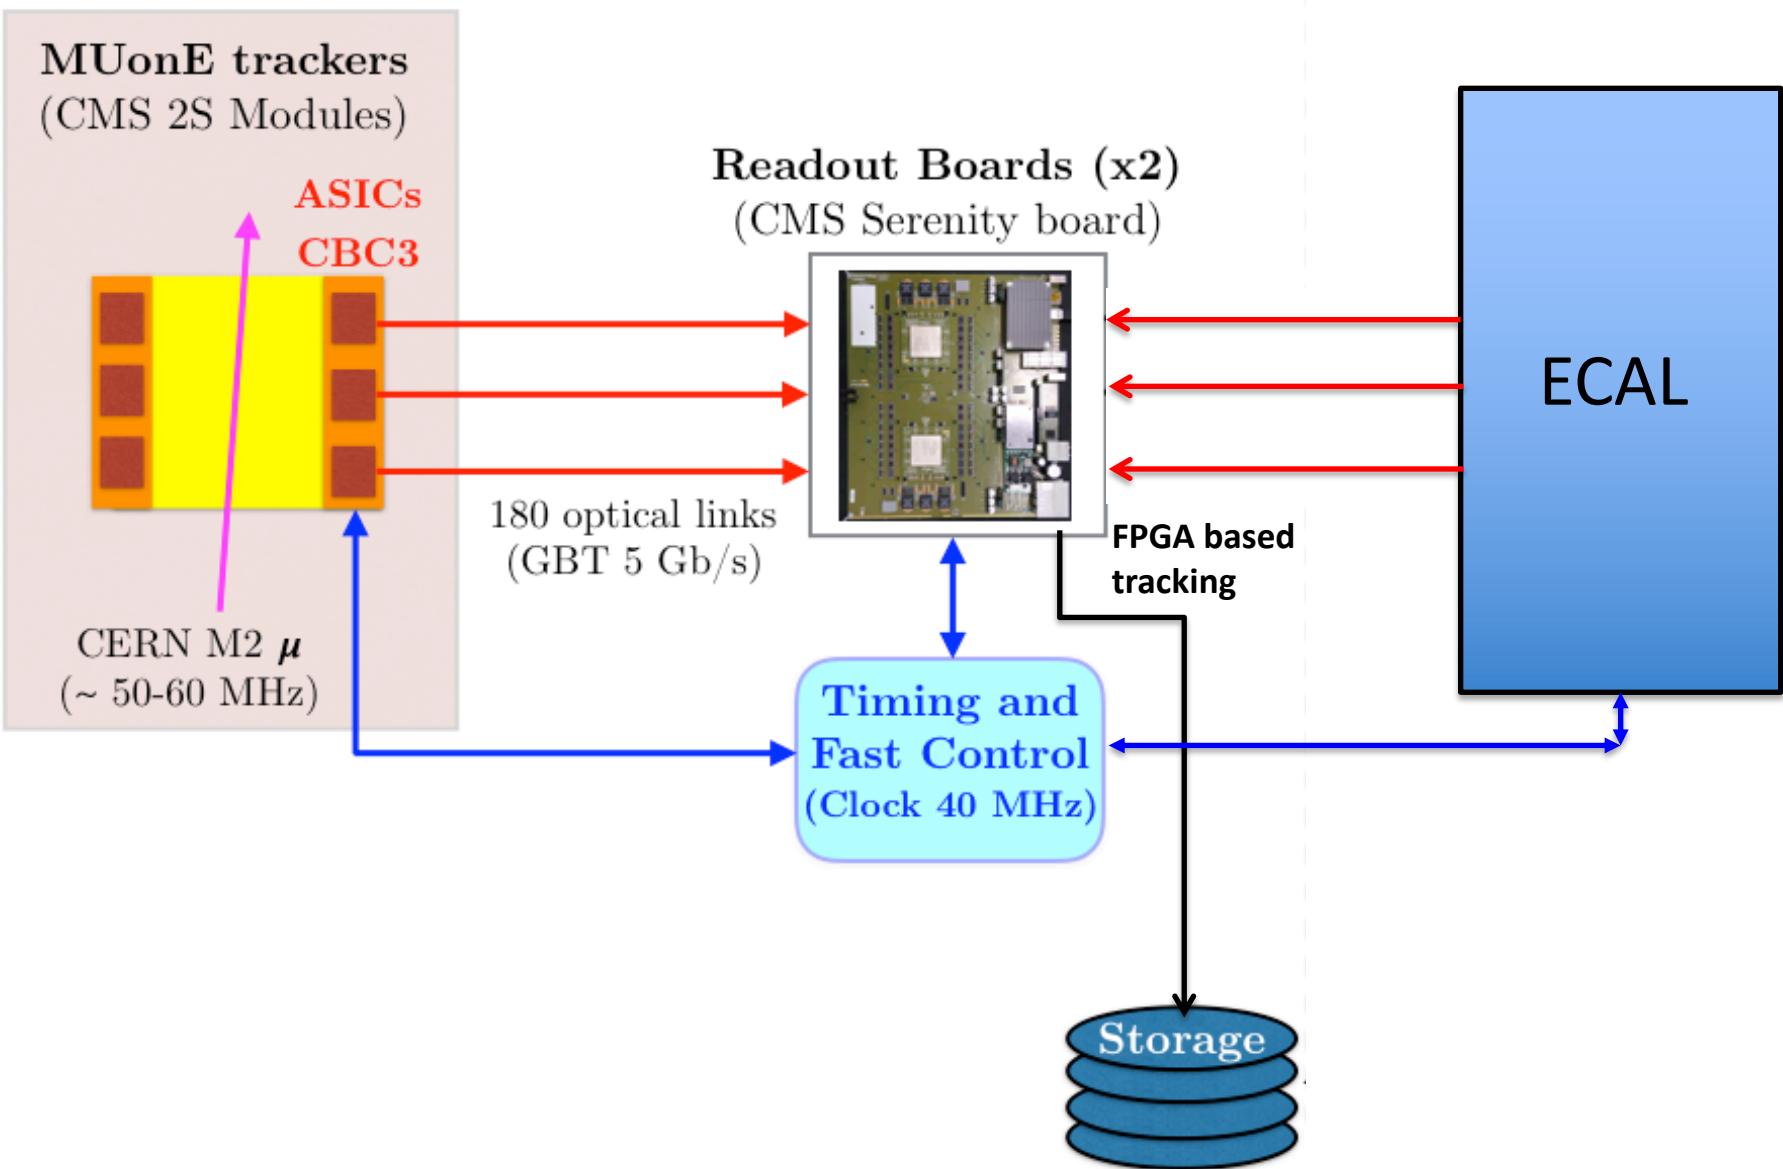 MUonE trackers
(CMS 2S Modules)
ASICs
CBC3
CERN M2 μ
(~ 50-60 MHz)
180 optical links
(GBT 5 Gb/s)
Readout Boards (x2)
(CMS Serenity board)
FPGA based
tracking
Timing and
Fast Control
(Clock 40 MHz)
ECAL
Storage